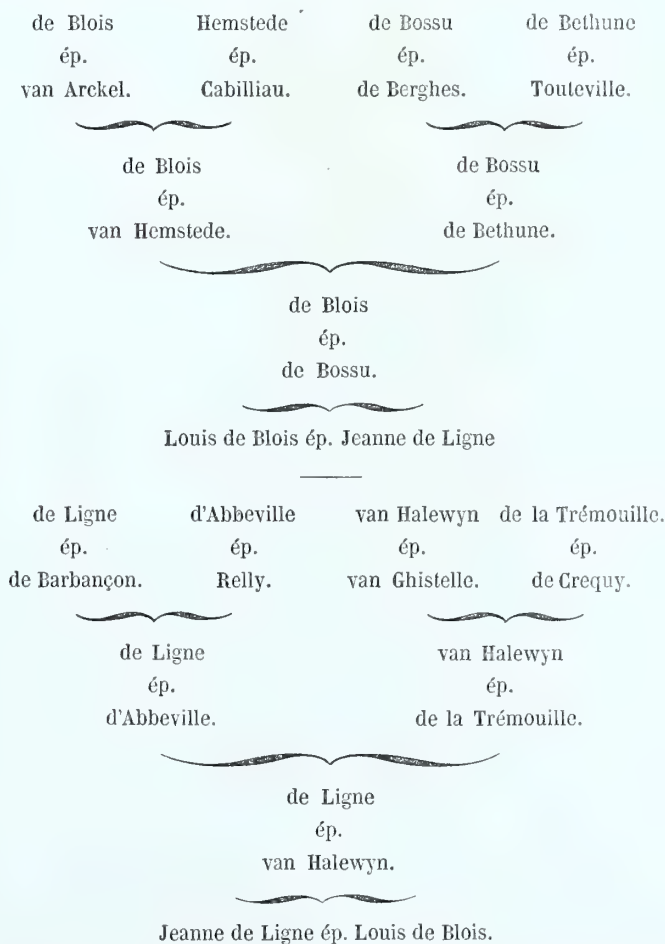 de Blois Hemstede de Bossu de Bethune
ép. ép. ép. ép.
van Arckel. Cabilliau. de Berghes. Touteville.
de Blois de Bossu
ép. ép.
van Hemstede. de Bethune.
de Blois
ép.
de Bossu.
Louis de Blois ép. Jeanne de Ligne
de Ligne d'Abbeville van Halewyn de la Trémouille.
ép. ép. ép. ép.
de Barbançon. Relly. van Ghistelle. de Crequy.
de Ligne van Halewyn
ép. ép.
d'Abbeville. de la Trémouille.
de Ligne
ép.
van Halewyn.
Jeanne de Ligne ép. Louis de Blois.